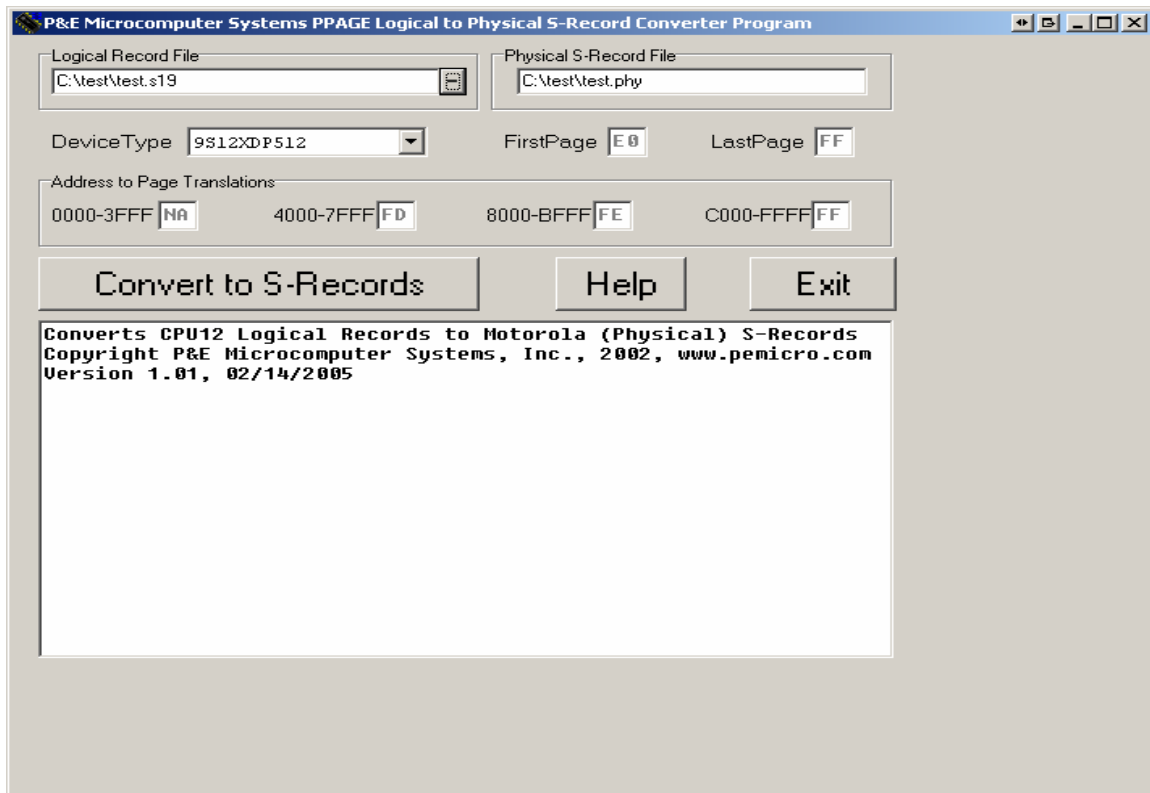 P&E Microcomputer Systems PPAGE Logical to Physical S-Record Converter Program
Logical Record File
C:\test\test.s19
Physical S-Record File
C:\test\test.phy
DeviceType 9S12XDP512 FirstPage E0 LastPage FF
Address to Page Translations
0000-3FFF NA 4000-7FFF FD 8000-BFFF FE C000-FFFF FF
Convert to S-Records Help Exit
Converts CPU12 Logical Records to Motorola (Physical) S-Records
Copyright P&E Microcomputer Systems, Inc., 2002, www.pemicro.com
Version 1.01, 02/14/2005